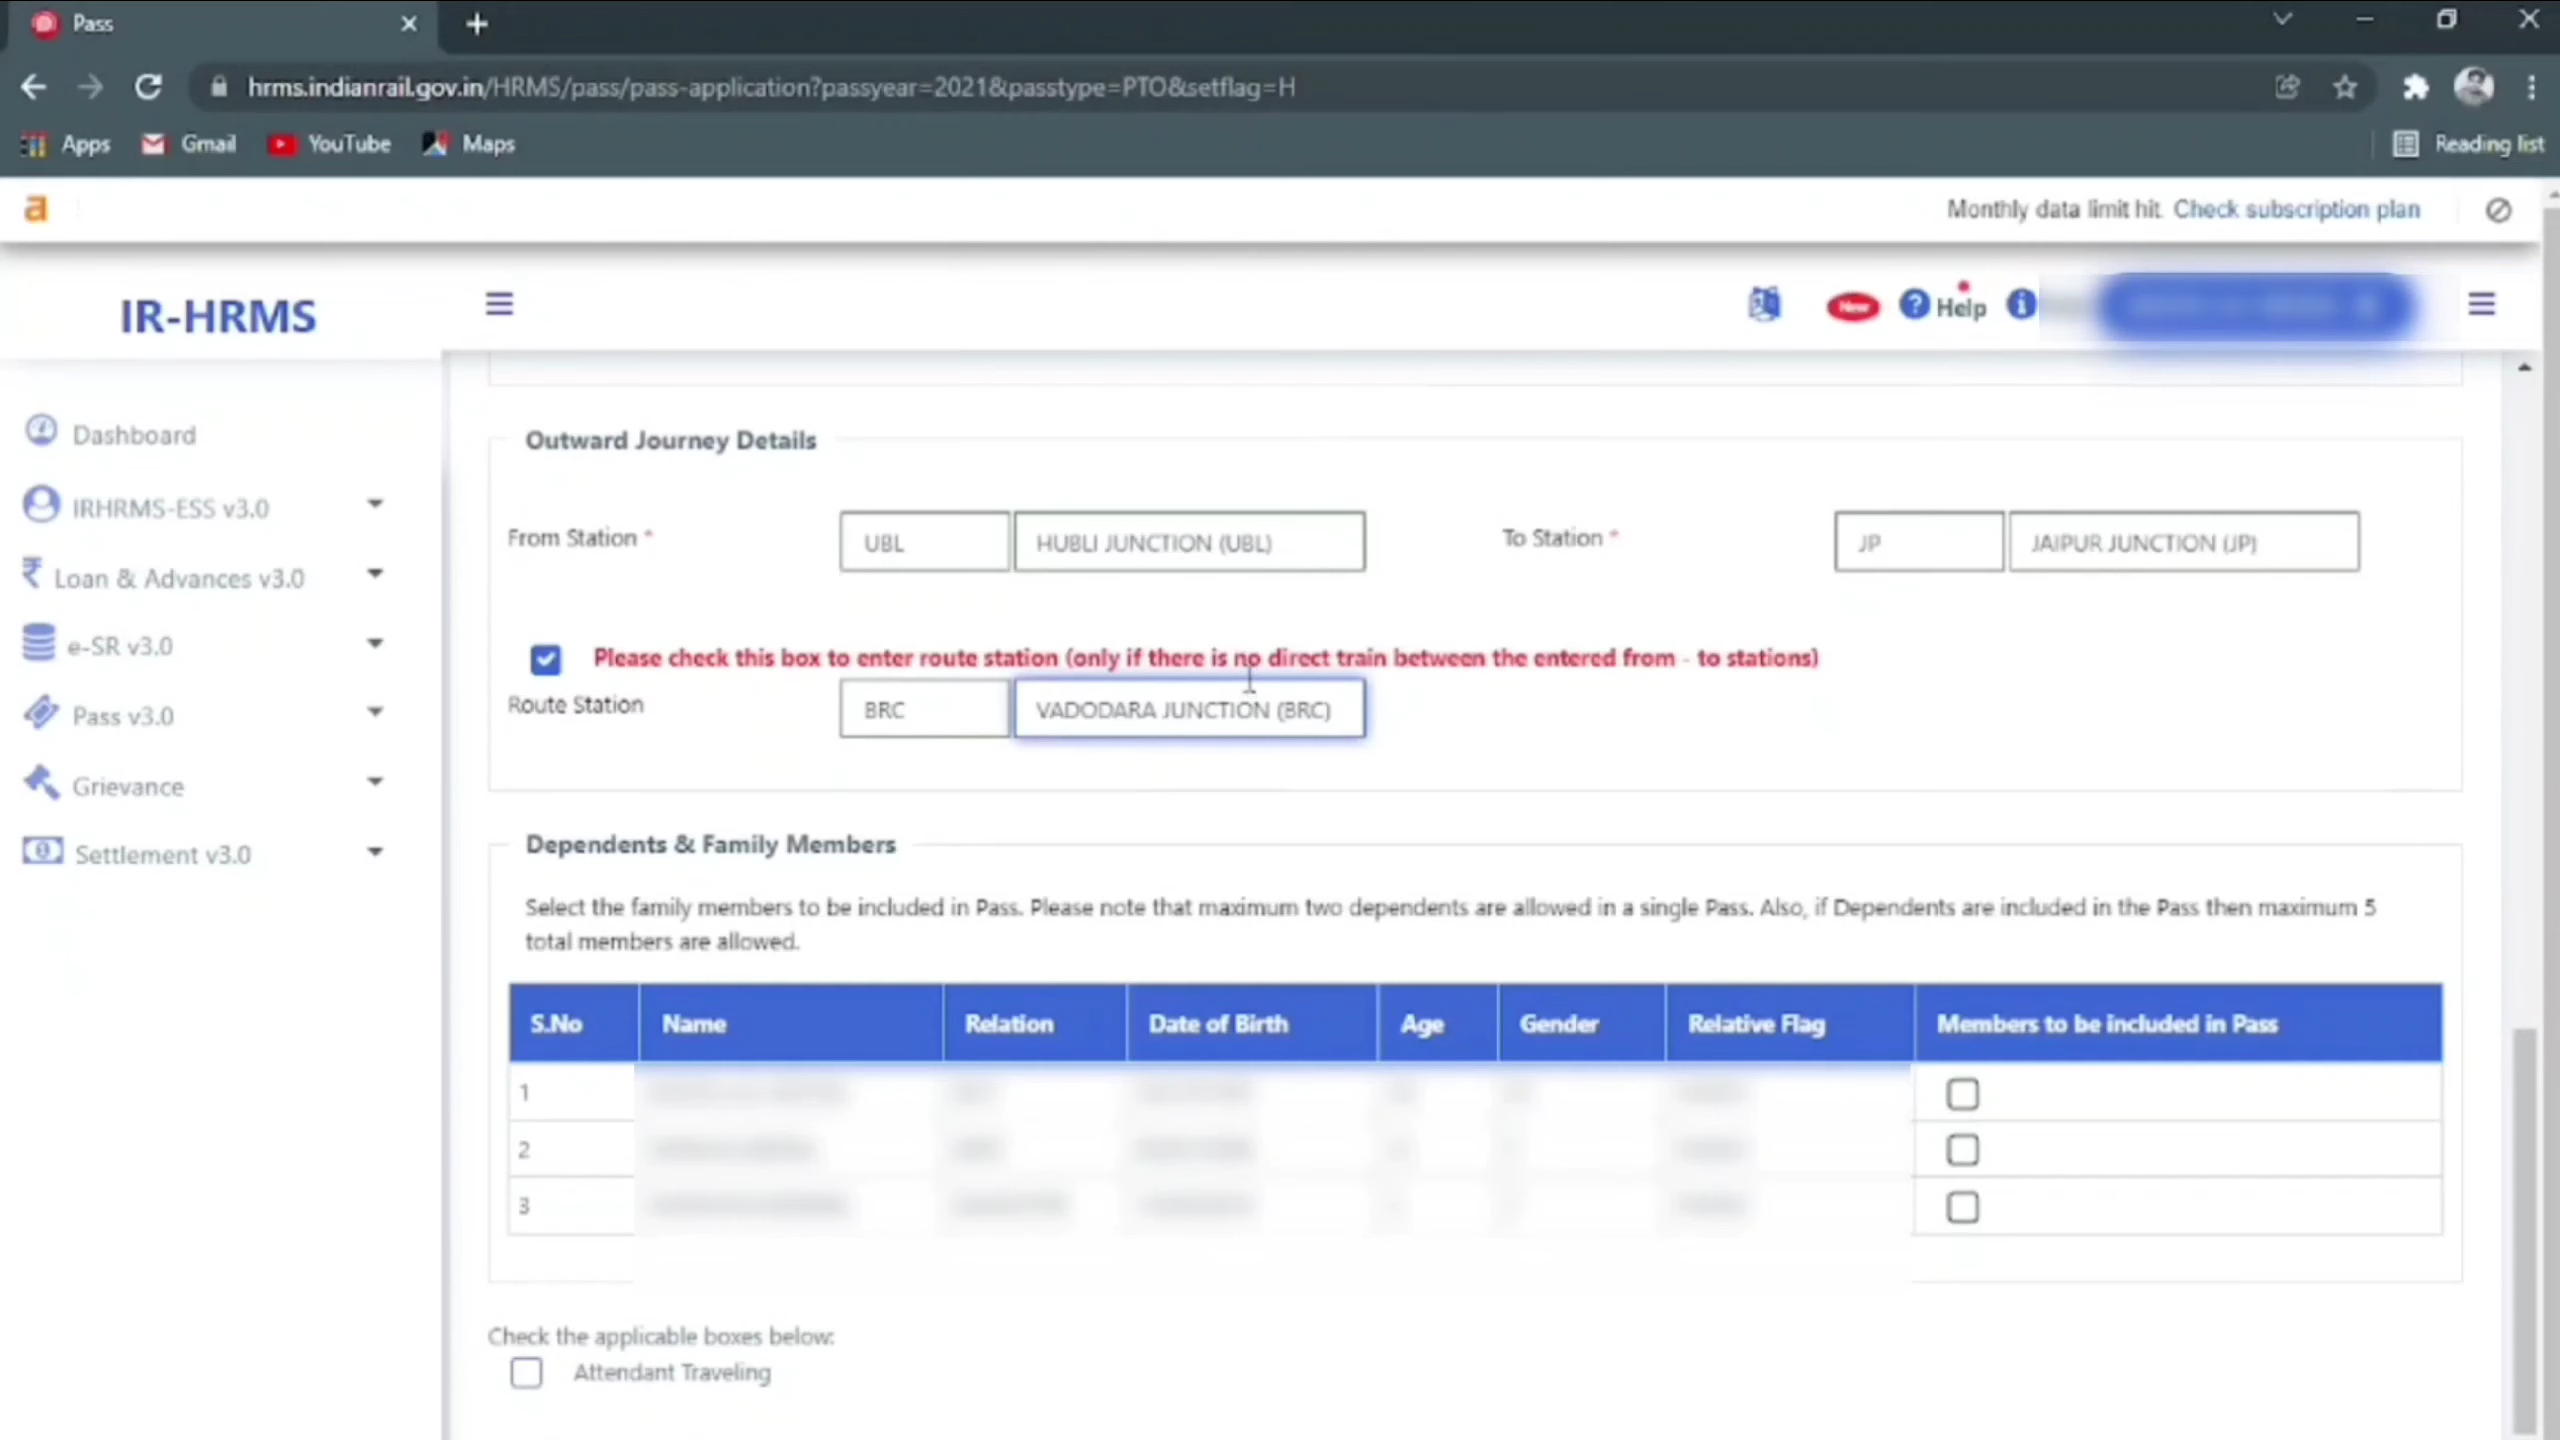 Pass
hrms.indianrail.gov.in/HRMS/pass/pass-application?passyear=2021&passtype=PTO&setflag=H
Apps
Gmail
YouTube
Maps
Reading list
a
Monthly data limit hit. Check subscription plan
IR-HRMS
New
Help
Dashboard
IRHRMS-ESS v3.0
Loan & Advances v3.0
e-SR v3.0
Pass v3.0
Grievance
Settlement v3.0
Outward Journey Details
From Station *
UBL
HUBLI JUNCTION (UBL)
To Station *
JP
JAIPUR JUNCTION (JP)
Please check this box to enter route station (only if there is no direct train between the entered from - to stations)
Route Station
BRC
VADODARA JUNCTION (BRC)
Dependents & Family Members
Select the family members to be included in Pass. Please note that maximum two dependents are allowed in a single Pass. Also, if Dependents are included in the Pass then maximum 5
total members are allowed.
S.No Name Relation Date of Birth Age Gender Relative Flag Members to be included in Pass
1
2
3
Check the applicable boxes below:
Attendant Traveling